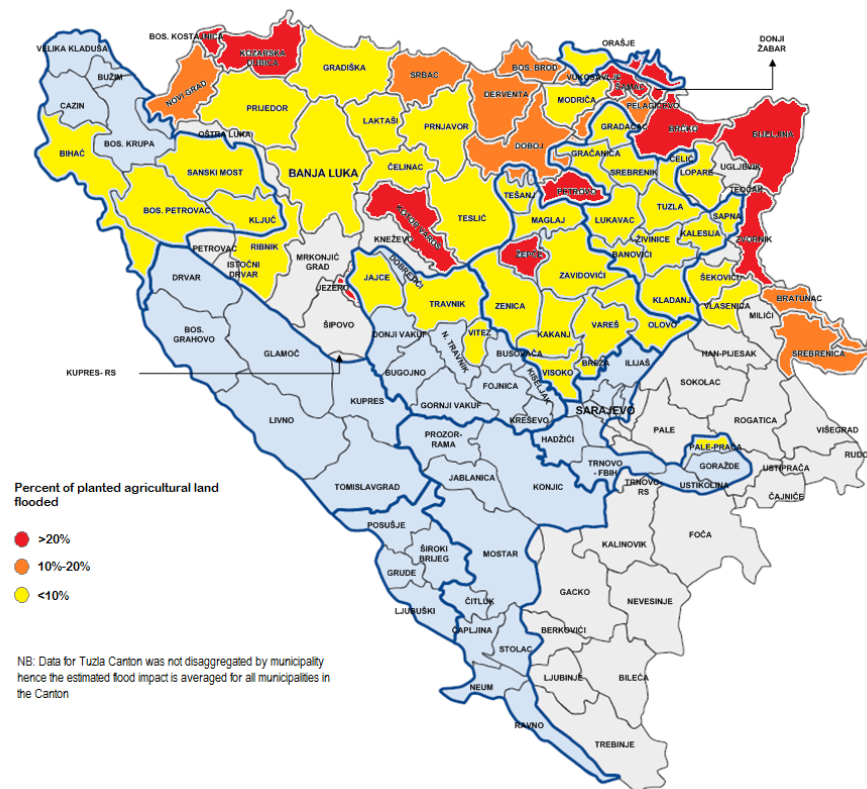 ORAŠJE
DONJI
ŽABAR
BOS. KOSTAJNICA
VELIKA KLADUŠA
BUŽIM
CAZIN
BOS. KRUPA
NOVI GRAD
GRADIŠKA
SRBAC
BOS. BROD
DERVENTA
VUKOSAVLJE
ŠAMAC
MODRIČA
PELAGIĆEVO
PRIJEDOR
LAKTAŠI
PRNJAVOR
DOBOJ
GRADAČAC
BRČKO
BIJELJINA
OŠTRA LUKA
BIHAĆ
SANSKI MOST
BANJA LUKA
ČELINAC
GRAČANICA
SREBRENIK
ČELIĆ
LOPARE
UGLJEVIK
TEOČAK
PETROVO
TEŠANJ
TUZLA
BOS. PETROVAC
KLJUČ
KOTOR VAROŠ
TESLIĆ
MAGLAJ
LUKAVAC
SAPNA
KALESIJA
ŽIVINICE
ZVORNIK
PETROVAC
RIBNIK
ISTOČNI
DRVAR
MRKONJIĆ
GRAD
KNEŽEVO
DOBRETIĆI
ŽEPČE
BANOVIĆI
ZAVIDOVIĆI
DRVAR
JEZERO
JAJCE
ŠEKOVIĆI
KLADANJ
VLASENICA
BRATUNAC
MILIĆI
TRAVNIK
ZENICA
ŠIPOVO
BOS.
GRAHOVO
GLAMOČ
DONJI VAKUF
N. TRAVNIK
VITEZ
KAKANJ
VAREŠ
OLOVO
SREBRENICA
BUSOVAČA
BREZA
ILIJAŠ
HAN-PIJESAK
KUPRES- RS
BUGOJNO
FOJNICA
KISELJAK
VISOKO
SOKOLAC
KUPRES
GORNJI VAKUF
KREŠEVO
SARAJEVO
LIVNO
PROZOR-
RAMA
HADŽIĆI
PALE
ROGATICA
VIŠEGRAD
PALE-PRAČA
RUDO
GORAŽDE
USTIPRAČA
TRNOVO
- FBIH
TRNOVO-
RS
USTIKOLINA
ČAJNIČE
JABLANICA
KONJIC
TOMISLAVGRAD
Percent of planted agricultural land
flooded
>20%
10%-20%
<10%
POSUŠJE
FOČA
KALINOVIK
ŠIROKI
BRIJEG
MOSTAR
GRUDE
GACKO
LJUBUŠKI
ČITLUK
NEVESINJE
ČAPLJINA
BERKOVIĆI
STOLAC
NB: Data for Tuzla Canton was not disaggregated by municipality
hence the estimated flood impact is averaged for all municipalities in
the Canton
LJUBINJE
BILEĆA
NEUM
RAVNO
TREBINJE